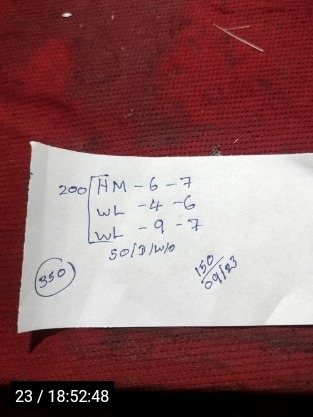 200 HM - 6 - 7
WL - 4 - 6
WL - 9 - 7
50/D/W/O
350
150
09/23
23 / 18:52:48